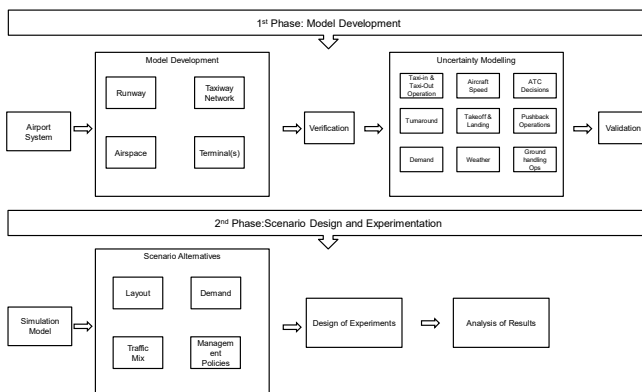 1st Phase: Model Development
Model Development
Runway
Taxiway
Network
Airspace
Terminal(s)
Airport
System
Verification
Uncertainty Modelling
Taxi-in &
Taxi-Out
Operation
Aircraft
Speed
ATC
Decisions
Turnaround
Takeoff &
Landing
Pushback
Operations
Demand
Weather
Ground
handling
Ops
Validation
2nd Phase:Scenario Design and Experimentation
Scenario Alternatives
Layout
Demand
Traffic
Mix
Managem
ent
Policies
Simulation
Model
Design of Experiments
Analysis of Results